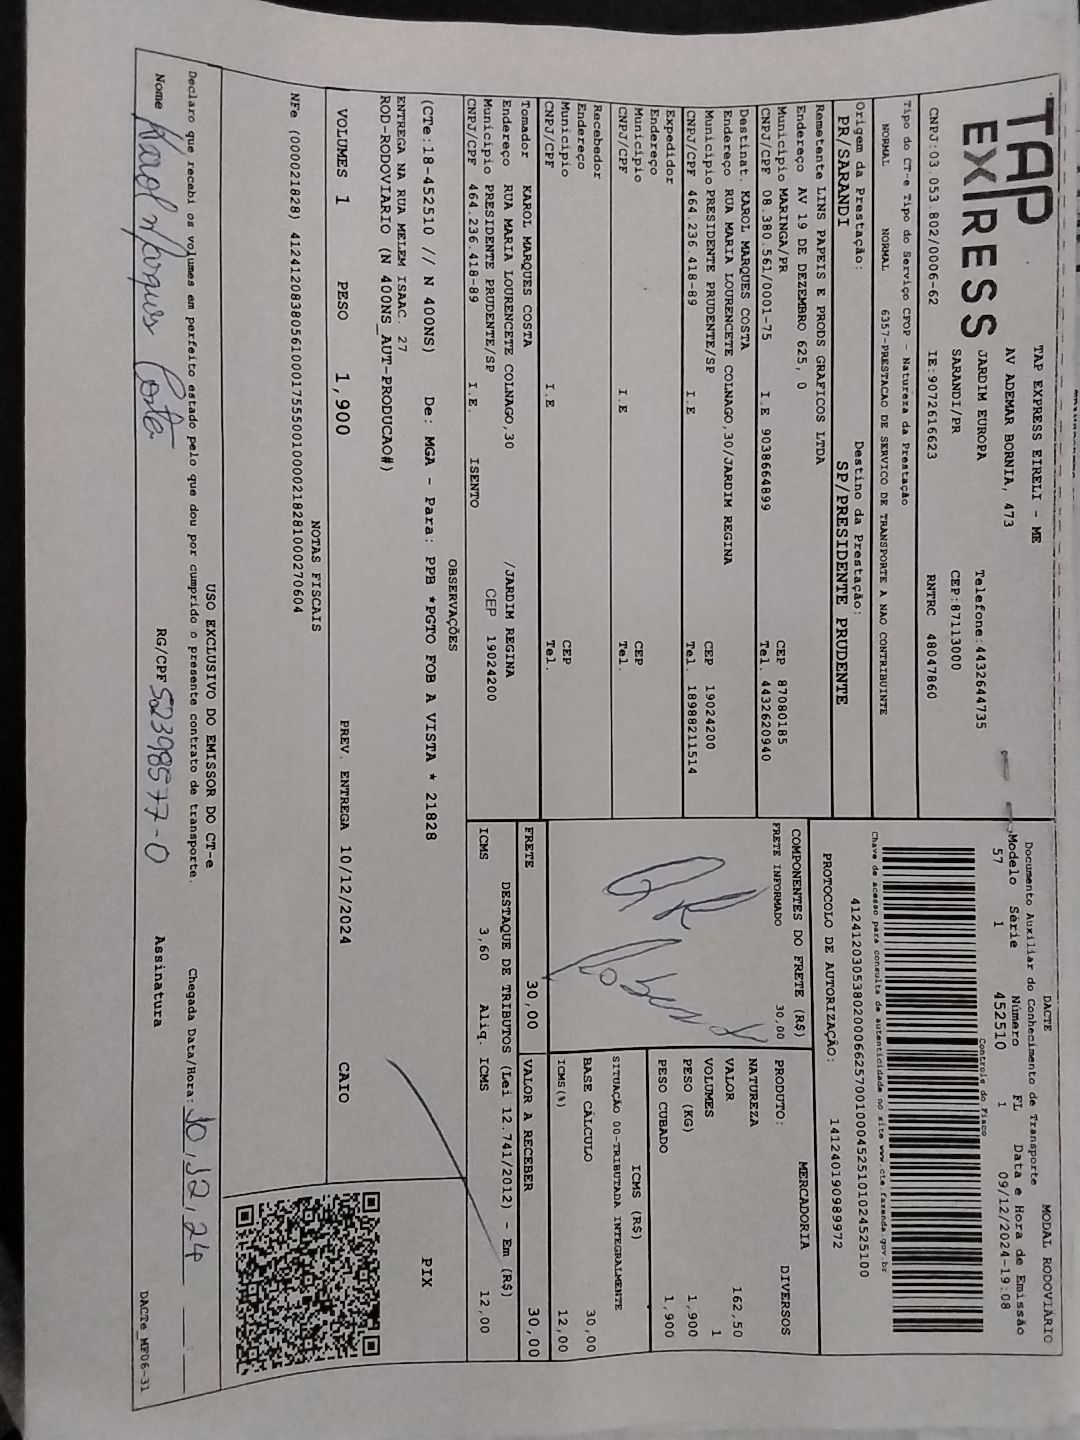 TAP
EXPRESS
TAP EXPRESS EIRELI - ME
AV ADEMAR BORNIA, 473
JARDIM EUROPA Telefone:4432644735
SARANDI/PR CEP:87113000
CNPJ:03.053.802/0006-62 IE:9072616623 RNTRC 48047860
Tipo do CT-e Tipo do Serviço CFOP - Natureza da Prestação
NORMAL NORMAL 6357-PRESTACAO DE SERVICO DE TRANSPORTE A NAO CONTRIBUINTE
Origem da Prestação: Destino da Prestação:
PR/SARANDI SP/PRESIDENTE PRUDENTE
DACTE MODAL RODOVIÁRIO
Documento Auxiliar do Conhecimento de Transporte
Modelo Série Número FL Data e Hora de Emissão
57 1 452510 1 09/12/2024-19:08
Controle do Fisco
Chave de acesso para consulta de autenticidade no site www.cte.fazenda.gov.br
41241203053802000662570010004525101024525100
PROTOCOLO DE AUTORIZAÇÃO: 141240190989972
Remetente LINS PAPEIS E PRODS GRAFICOS LTDA
Endereço AV 19 DE DEZEMBRO 625, 0
Município MARINGA/PR CEP 87080185
CNPJ/CPF 08.380.561/0001-75 I.E 9038664899 Tel. 4432620940
Destinat. KAROL MARQUES COSTA
Endereço RUA MARIA LOURENCETE COLNAGO,30/JARDIM REGINA
Município PRESIDENTE PRUDENTE/SP CEP 19024200
CNPJ/CPF 464.236.418-89 I.E Tel. 18988211514
Expedidor
Endereço
Município CEP
CNPJ/CPF I.E Tel.
Recebedor
Endereço
Município CEP
CNPJ/CPF I.E Tel.
Tomador KAROL MARQUES COSTA
Endereço RUA MARIA LOURENCETE COLNAGO,30 /JARDIM REGINA
Município PRESIDENTE PRUDENTE/SP CEP 19024200
CNPJ/CPF 464.236.418-89 I.E. ISENTO
COMPONENTES DO FRETE (R$)
FRETE INFORMADO 30,00
MERCADORIA
PRODUTO: DIVERSOS
NATUREZA
VALOR 162,50
VOLUMES 1
PESO (KG) 1,900
PESO CUBADO 1,900
ICMS (R$)
SITUAÇÃO 00-TRIBUTADA INTEGRALMENTE
BASE CÁLCULO 30,00
ICMS(%) 12,00
FRETE 30,00 VALOR A RECEBER 30,00
DESTAQUE DE TRIBUTOS (Lei 12.741/2012) - Em (R$)
ICMS 3,60 Aliq. ICMS 12,00
OBSERVAÇÕES
(CTe:18-452510 // N 400NS) De: MGA - Para: PPB *PGTO FOB A VISTA * 21828
ENTREGA NA RUA MELEM ISAAC. 27
ROD-RODOVIARIO (N 400NS_AUT-PRODUCAO#)
PIX
VOLUMES 1 PESO 1,900 PREV. ENTREGA 10/12/2024 CAIO
NOTAS FISCAIS
NFe (000021828) 41241208380561000175550010000218281000270604
USO EXCLUSIVO DO EMISSOR DO CT-e
Declaro que recebi os volumes em perfeito estado pelo que dou por cumprido o presente contrato de transporte. Chegada Data/Hora: 10,12,24
Nome Karol Marques Costa RG/CPF 52398577-0 Assinatura
DACTe_MF06-31